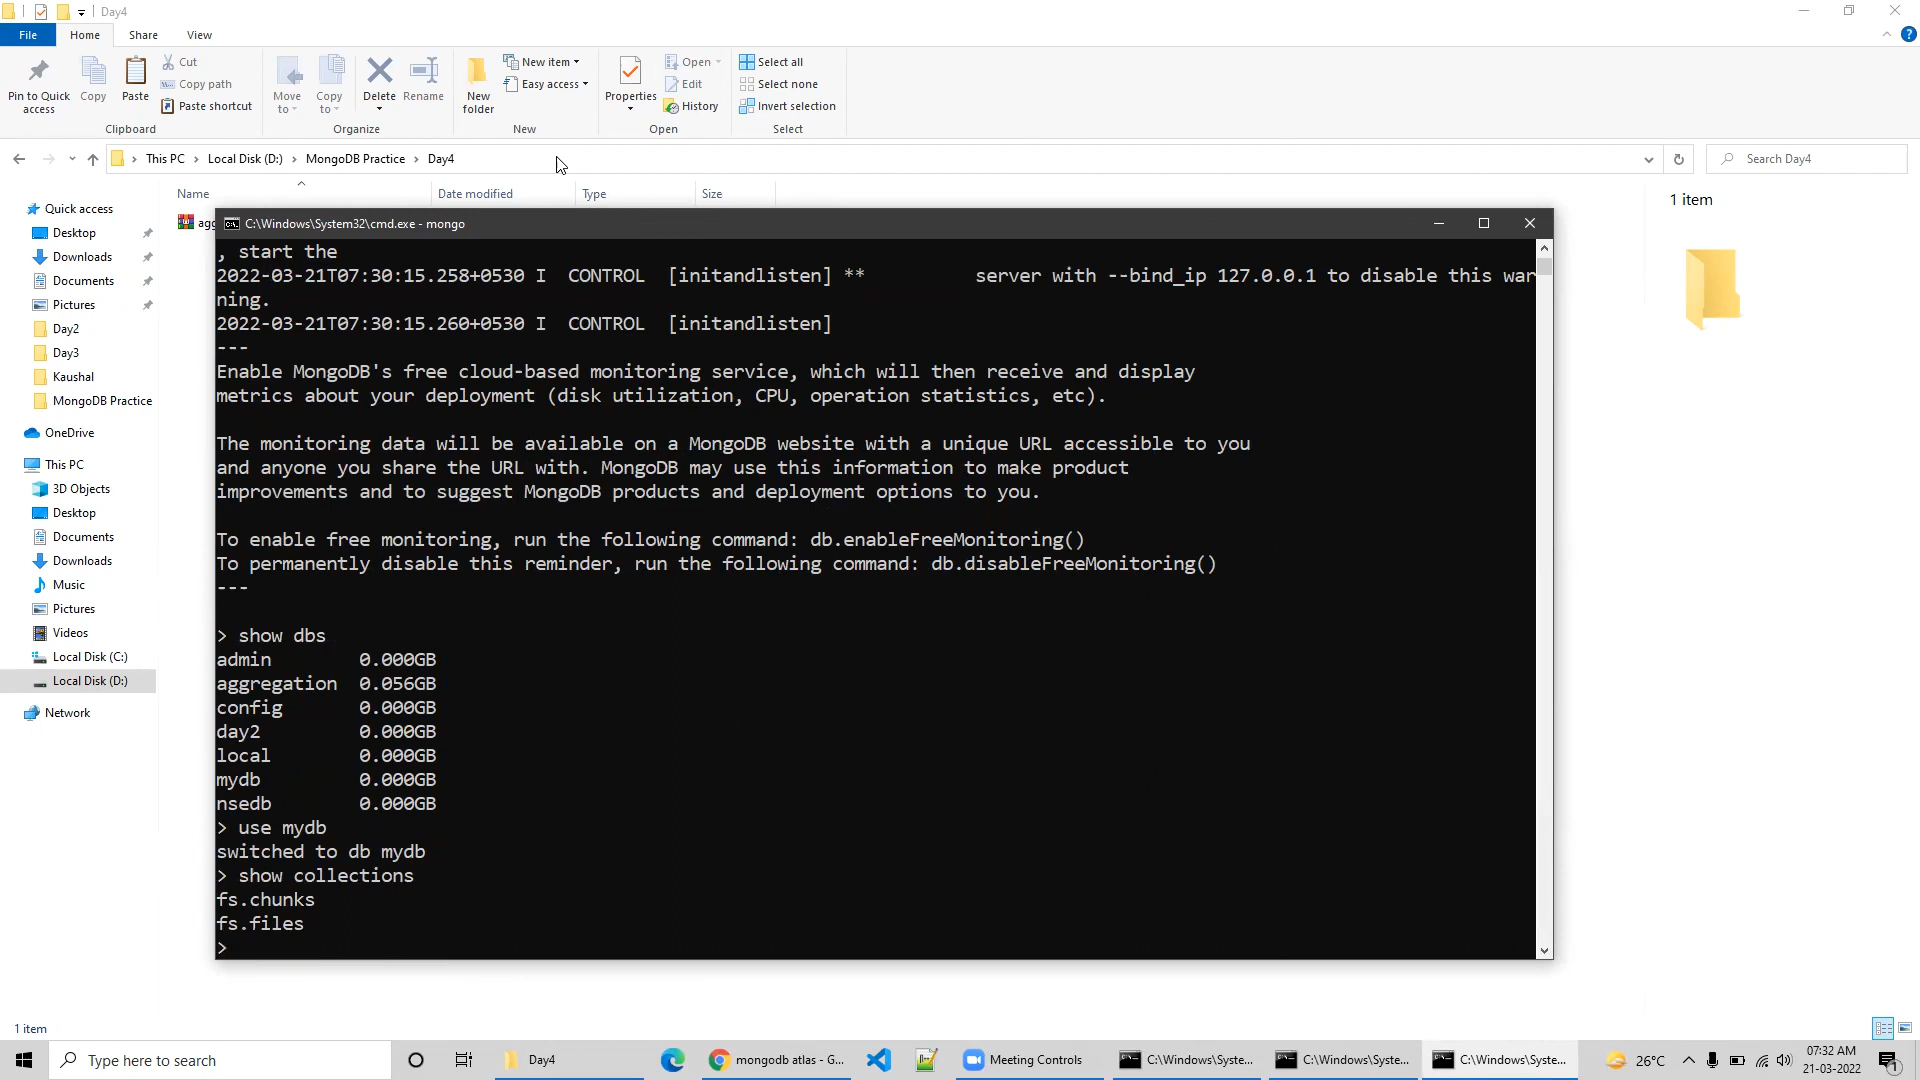 Day4
File
Home
Share
View
Pin to Quick access
Copy
Paste
Cut
Copy path
Paste shortcut
Clipboard
Move to
Copy to
Delete
Rename
Organize
New folder
New item
Easy access
New
Properties
Open
Edit
History
Open
Select all
Select none
Invert selection
Select
This PC > Local Disk (D:) > MongoDB Practice > Day4
Search Day4
Name
Date modified
Type
Size
1 item
Quick access
Desktop
Downloads
Documents
Pictures
Day2
Day3
Kaushal
MongoDB Practice
OneDrive
This PC
3D Objects
Desktop
Documents
Downloads
Music
Pictures
Videos
Local Disk (C:)
Local Disk (D:)
Network
agg
C:\Windows\System32\cmd.exe - mongo
, start the
2022-03-21T07:30:15.258+0530 I  CONTROL  [initandlisten] **          server with --bind_ip 127.0.0.1 to disable this war
ning.
2022-03-21T07:30:15.260+0530 I  CONTROL  [initandlisten]
---
Enable MongoDB's free cloud-based monitoring service, which will then receive and display
metrics about your deployment (disk utilization, CPU, operation statistics, etc).
The monitoring data will be available on a MongoDB website with a unique URL accessible to you
and anyone you share the URL with. MongoDB may use this information to make product
improvements and to suggest MongoDB products and deployment options to you.
To enable free monitoring, run the following command: db.enableFreeMonitoring()
To permanently disable this reminder, run the following command: db.disableFreeMonitoring()
---
> show dbs
admin        0.000GB
aggregation  0.056GB
config       0.000GB
day2         0.000GB
local        0.000GB
mydb         0.000GB
nsedb        0.000GB
> use mydb
switched to db mydb
> show collections
fs.chunks
fs.files
>
1 item
Type here to search
Day4
mongodb atlas - G...
Meeting Controls
C:\Windows\Syste...
C:\Windows\Syste...
C:\Windows\Syste...
26°C
07:32 AM
21-03-2022
1